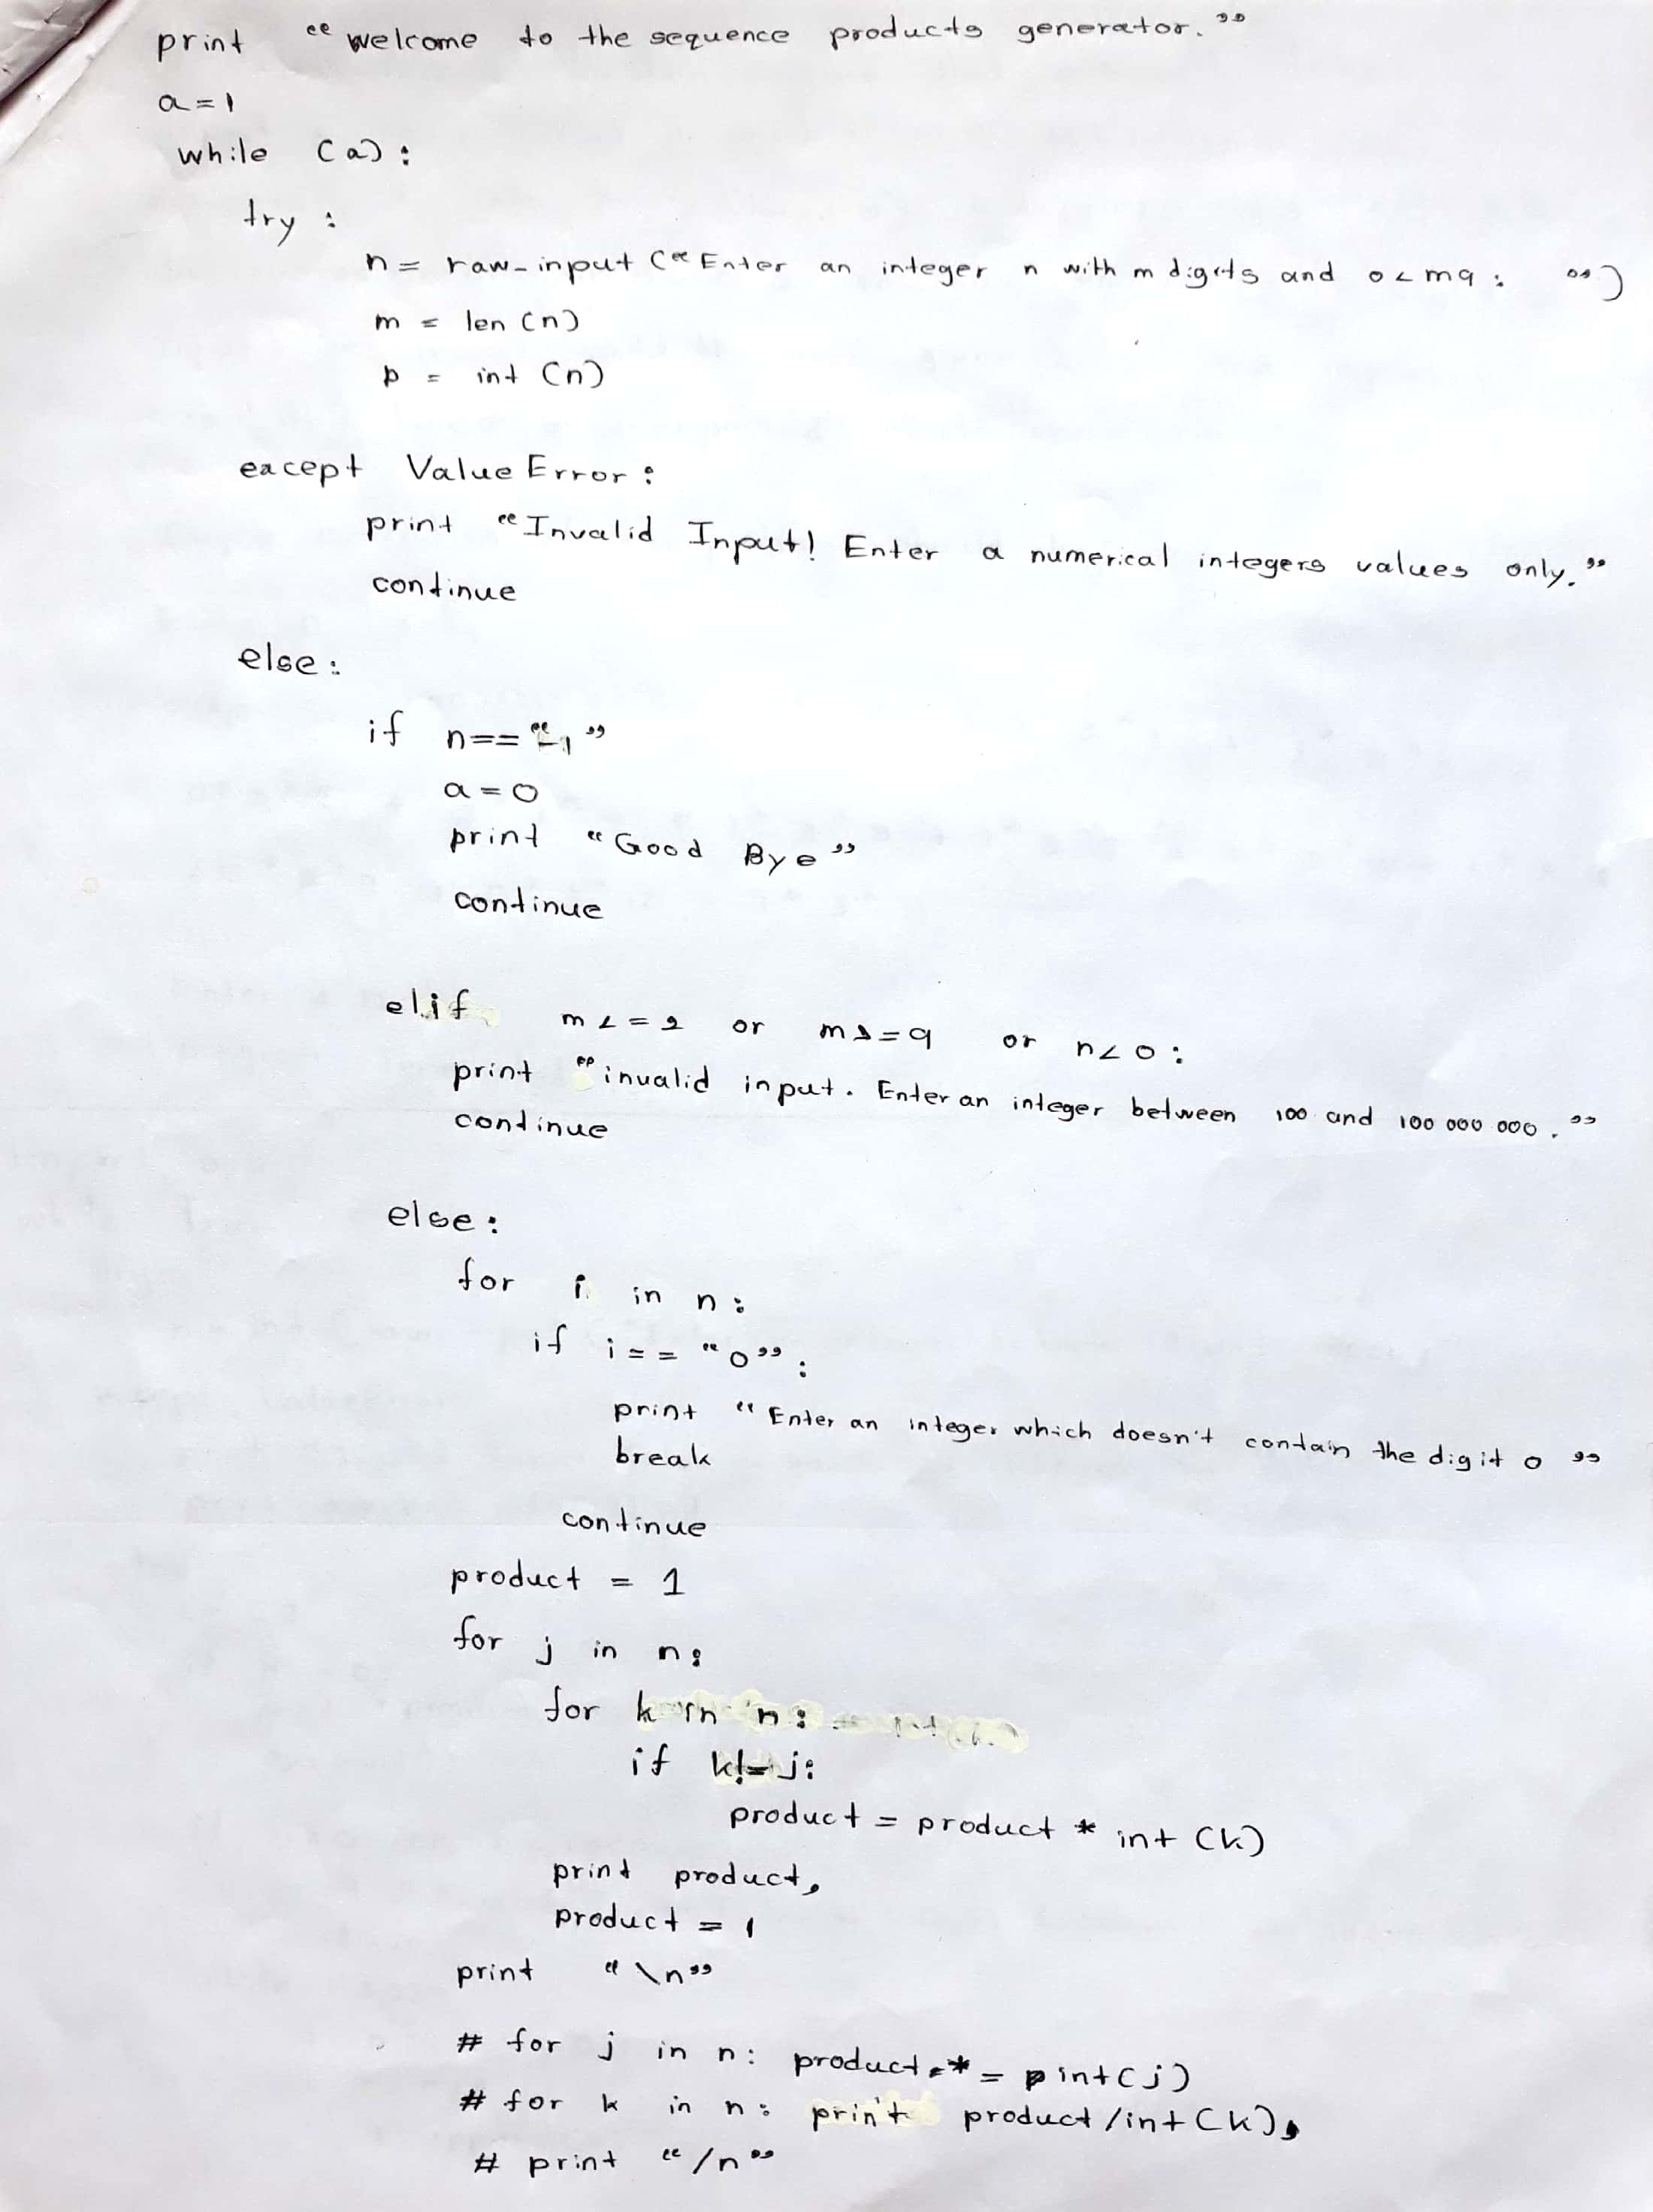 print "welcome to the sequence products generator."
a=1
while (a):
try :
n= raw_input ("Enter an integer n with m digits and 0<m9: ")
m = len (n)
p = int (n)
except Value Error :
print "Invalid Input! Enter a numerical integers values only."
continue
else :
if n== "-1"
a=0
print "Good Bye"
continue
elif m<=2 or m>=9 or n<0 :
print "invalid input. Enter an integer between 100 and 100 000 000."
continue
else :
for i in n :
if i== "0" :
print "Enter an integer which doesn't contain the digit 0"
break
continue
product = 1
for j in n:
for k in n:
if k!=j:
product = product * int (k)
print product,
product = 1
print "\n"
# for j in n: product *= int(j)
# for k in n: print product /int(k),
# print "/n"